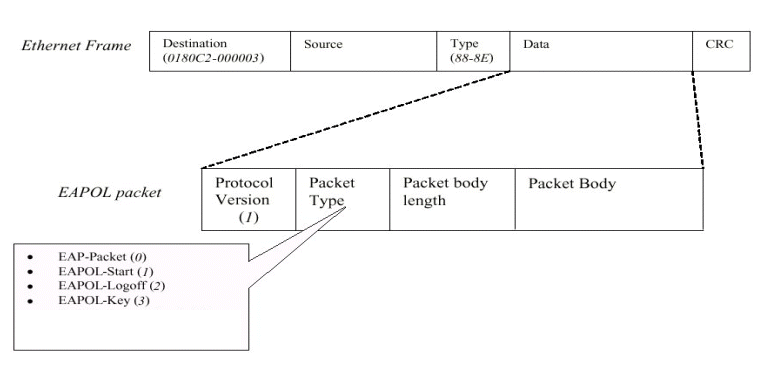 Ethernet Frame
Destination
(0180C2-000003)
Source
Type
(88-8E)
Data
CRC
EAPOL packet
Protocol
Version
(1)
Packet
Type
Packet body
length
Packet Body
• EAP-Packet (0)
• EAPOL-Start (1)
• EAPOL-Logoff (2)
• EAPOL-Key (3)